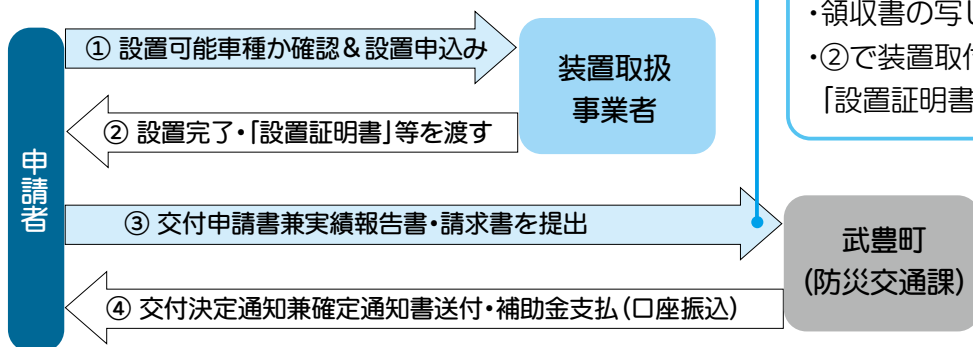 ・領収書の写し
・②で装置取付
「設置証明書
① 設置可能車種か確認＆設置申込み
装置取扱
事業者
② 設置完了・「設置証明書」等を渡す
申請者
③ 交付申請書兼実績報告書・請求書を提出
武豊町
(防災交通課)
④ 交付決定通知兼確定通知書送付・補助金支払(口座振込)